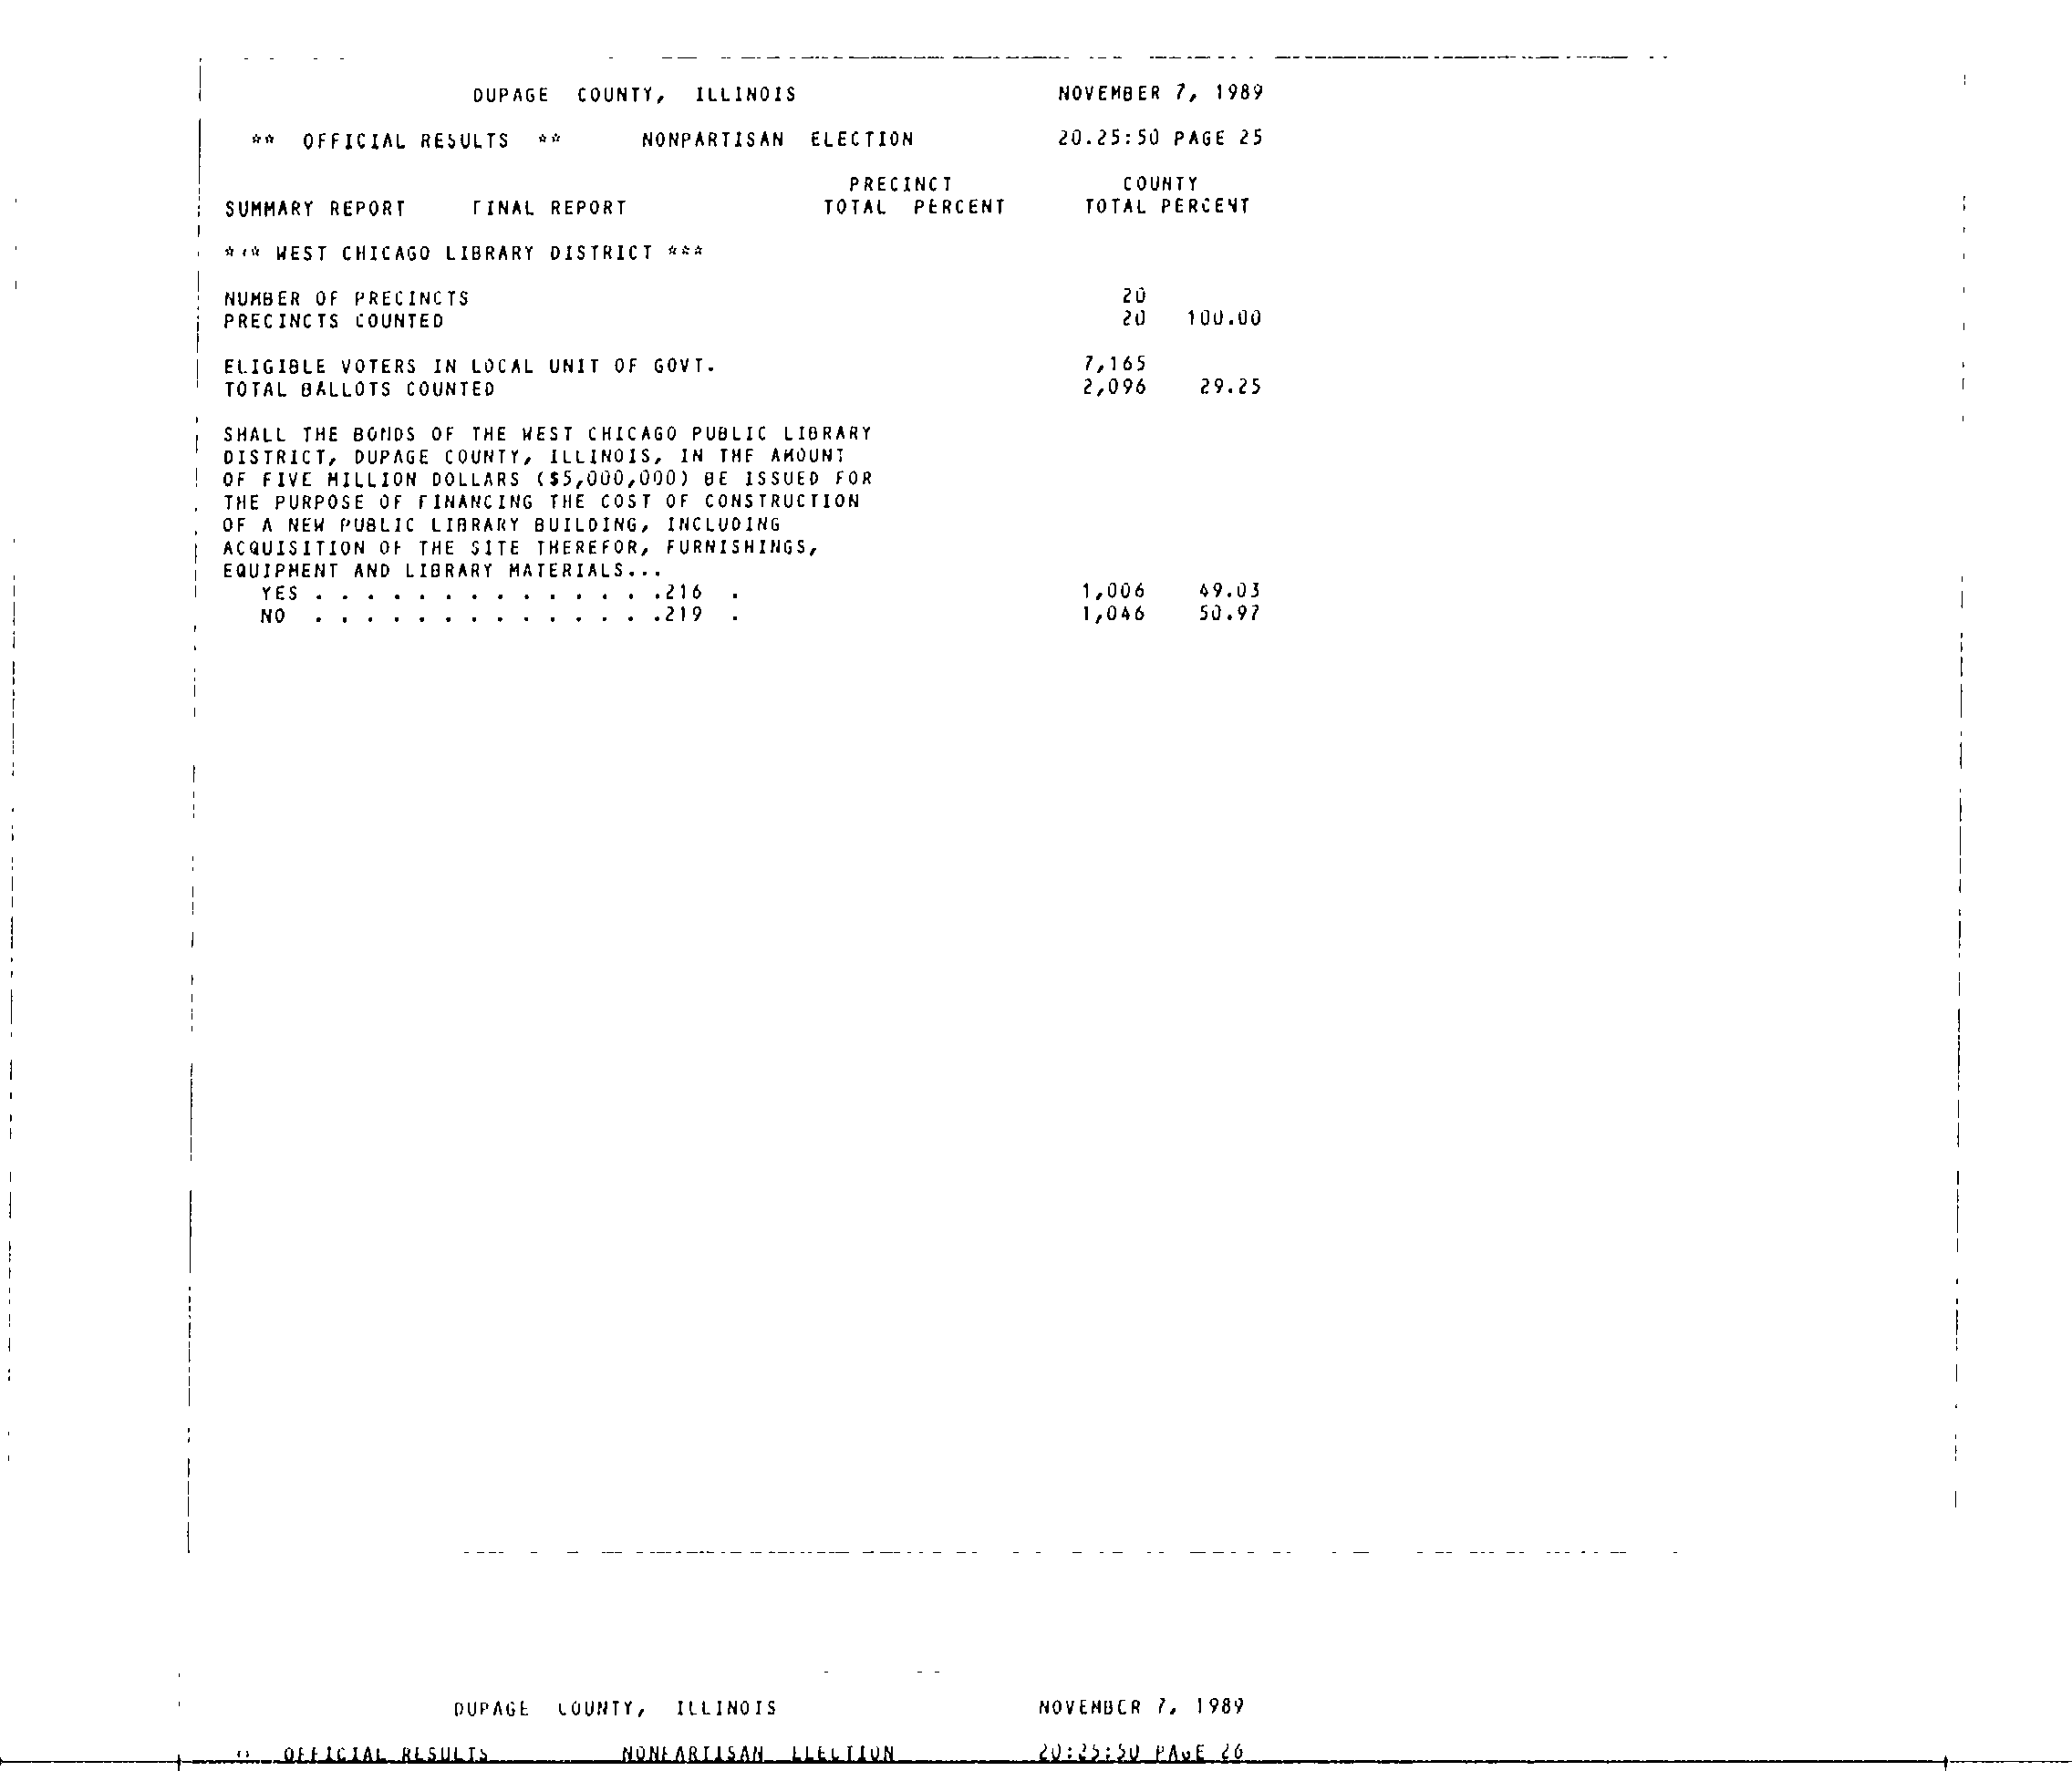 DUPAGE COUNTY, ILLINOIS NOVEMBER 7, 1989
** OFFICIAL RESULTS ** NONPARTISAN ELECTION 20.25:50 PAGE 25
PRECINCT COUNTY
SUMMARY REPORT FINAL REPORT TOTAL PERCENT TOTAL PERCENT
*** WEST CHICAGO LIBRARY DISTRICT ***
NUMBER OF PRECINCTS 20
PRECINCTS COUNTED 20 100.00
ELIGIBLE VOTERS IN LOCAL UNIT OF GOVT. 7,165
TOTAL BALLOTS COUNTED 2,096 29.25
SHALL THE BONDS OF THE WEST CHICAGO PUBLIC LIBRARY
DISTRICT, DUPAGE COUNTY, ILLINOIS, IN THE AMOUNT
OF FIVE MILLION DOLLARS ($5,000,000) BE ISSUED FOR
THE PURPOSE OF FINANCING THE COST OF CONSTRUCTION
OF A NEW PUBLIC LIBRARY BUILDING, INCLUDING
ACQUISITION OF THE SITE THEREFOR, FURNISHINGS,
EQUIPMENT AND LIBRARY MATERIALS...
YES . . . . . . . . . . . . . .216 . 1,006 49.03
NO . . . . . . . . . . . . . .219 . 1,046 50.97
DUPAGE COUNTY, ILLINOIS NOVEMBER 7, 1989
OFFICIAL RESULTS NONPARTISAN ELECTION 20:25:50 PAGE 26